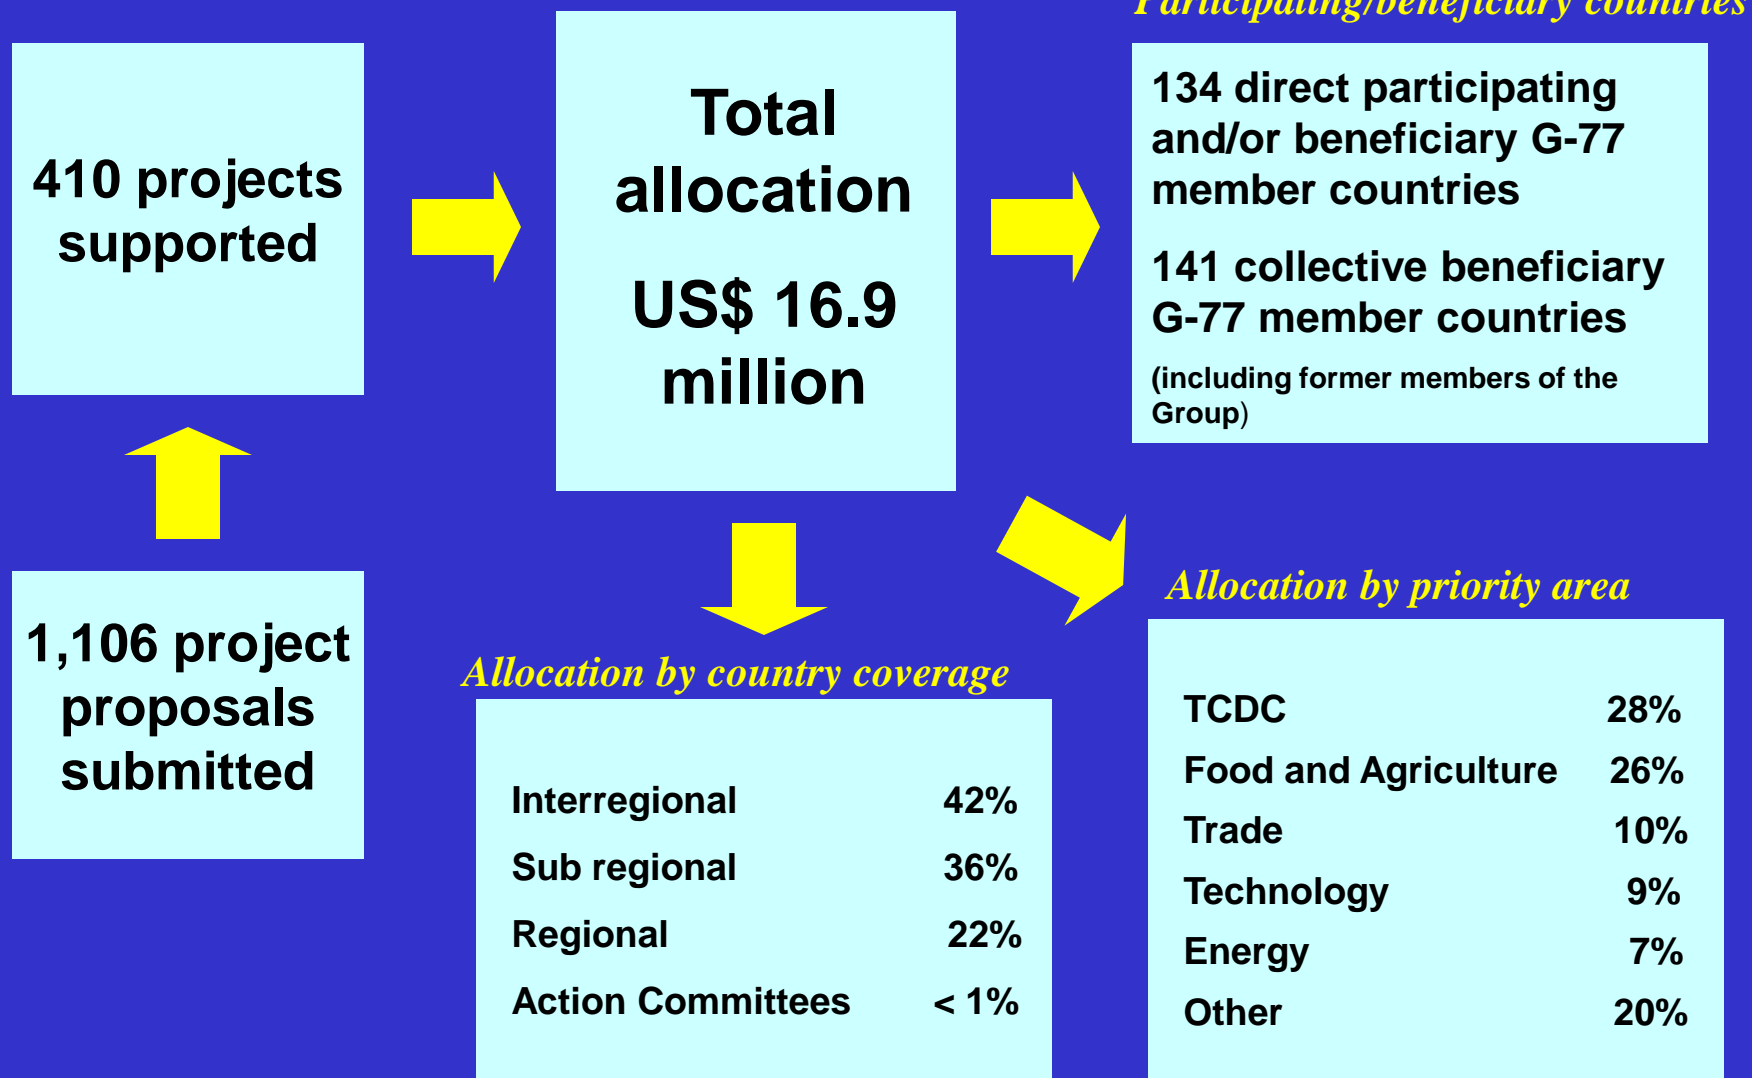 Participating/beneficiary countries
410 projects
supported
Total
allocation
US$ 16.9
million
134 direct participating
and/or beneficiary G-77
member countries
141 collective beneficiary
G-77 member countries
(including former members of the
Group)
1,106 project
proposals
submitted
Allocation by country coverage
Interregional 42%
Sub regional 36%
Regional 22%
Action Committees < 1%
Allocation by priority area
TCDC 28%
Food and Agriculture 26%
Trade 10%
Technology 9%
Energy 7%
Other 20%